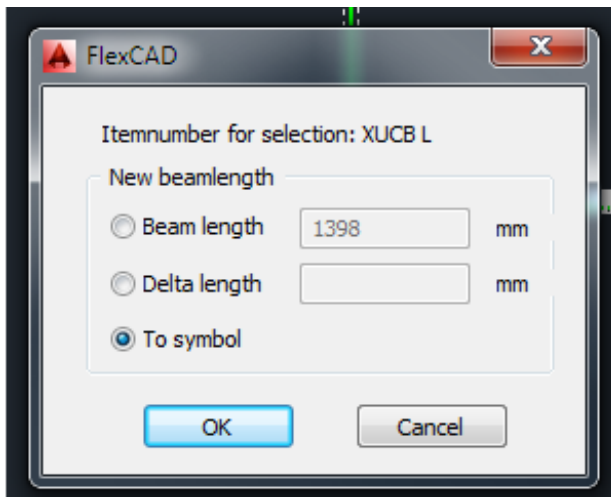 FlexCAD
Itemnumber for selection: XUCB L
New beamlength
Beam length 1398 mm
Delta length mm
To symbol
OK Cancel